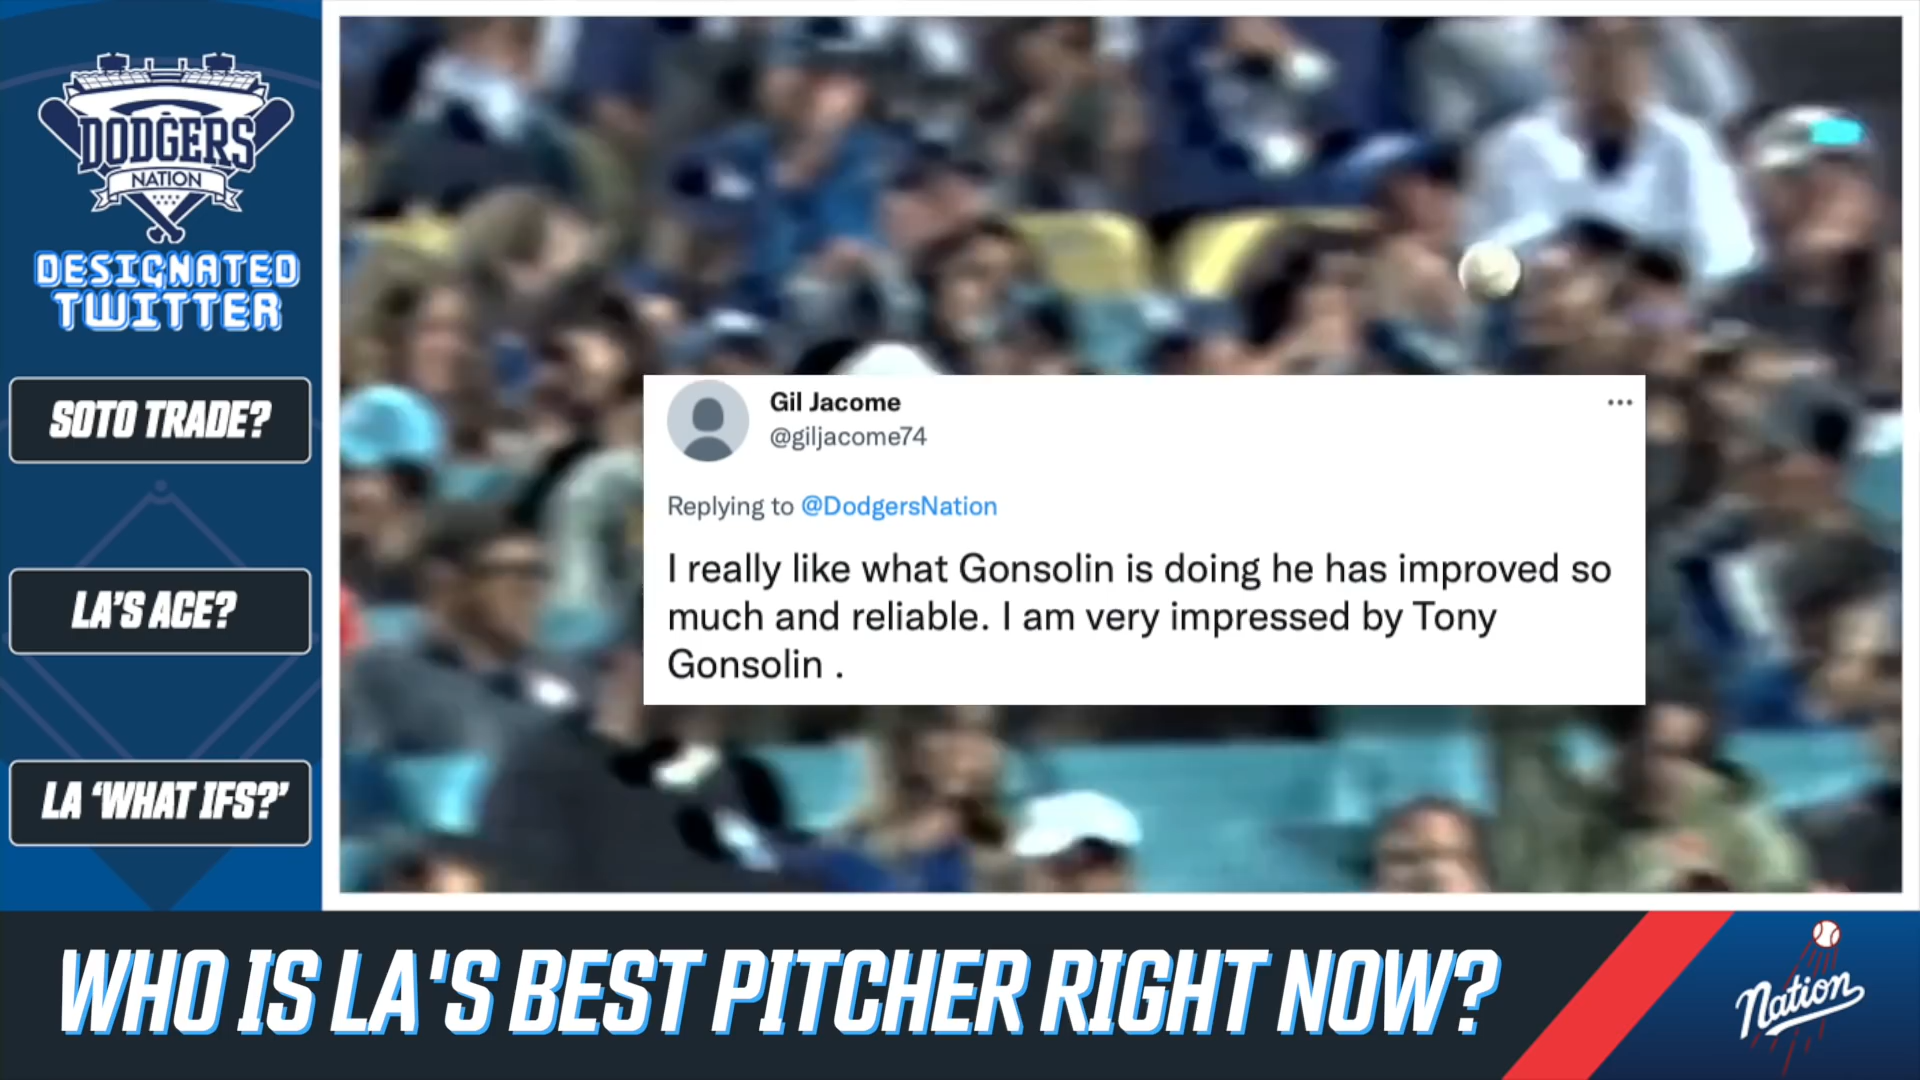 DODGERS
NATION
DESIGNATED
TWITTER
SOTO TRADE?
LA'S ACE?
LA 'WHAT IFS?'
Gil Jacome
@giljacome74
Replying to @DodgersNation
I really like what Gonsolin is doing he has improved so
much and reliable. I am very impressed by Tony
Gonsolin .
WHO IS LA'S BEST PITCHER RIGHT NOW?
Nation